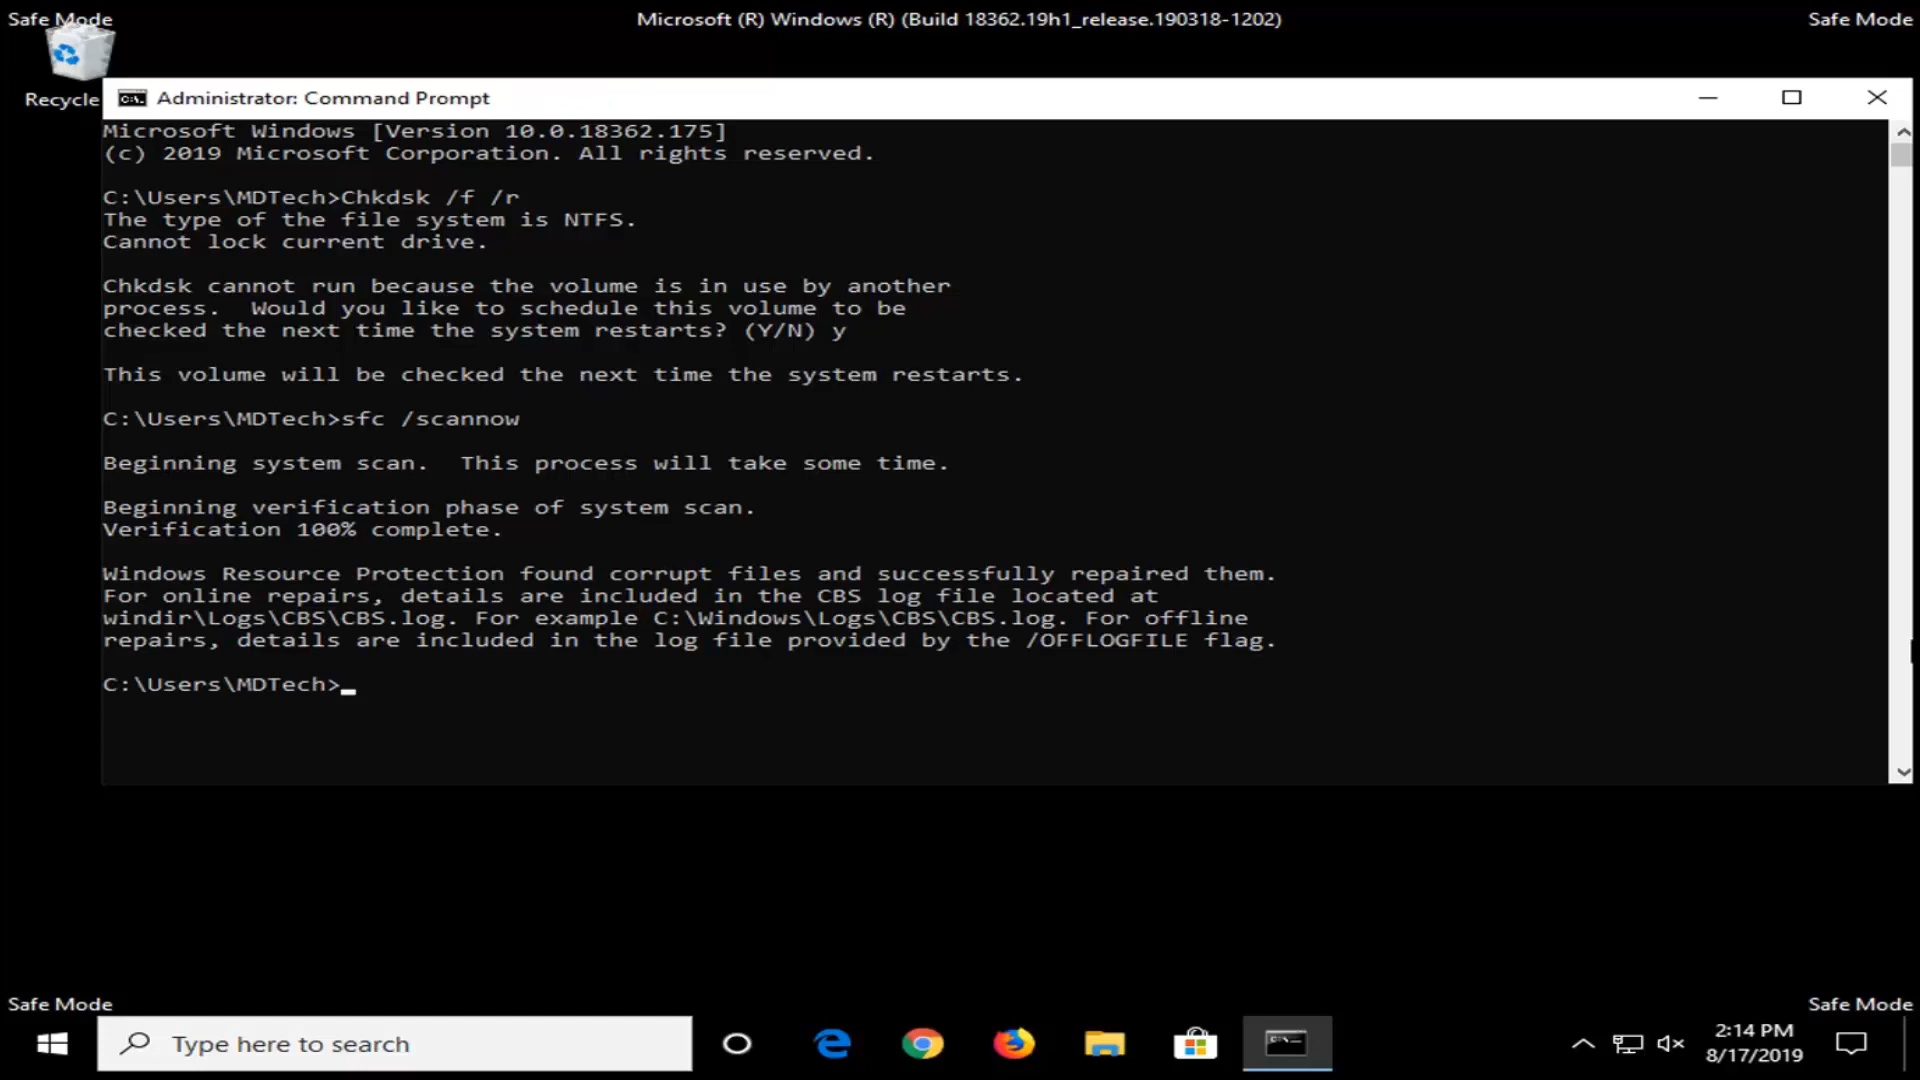 Safe Mode
Microsoft (R) Windows (R) (Build 18362.19h1_release.190318-1202)
Safe Mode
Recycle
Administrator: Command Prompt
Microsoft Windows [Version 10.0.18362.175]
(c) 2019 Microsoft Corporation. All rights reserved.
C:\Users\MDTech>Chkdsk /f /r
The type of the file system is NTFS.
Cannot lock current drive.
Chkdsk cannot run because the volume is in use by another
process.  Would you like to schedule this volume to be
checked the next time the system restarts? (Y/N) y
This volume will be checked the next time the system restarts.
C:\Users\MDTech>sfc /scannow
Beginning system scan.  This process will take some time.
Beginning verification phase of system scan.
Verification 100% complete.
Windows Resource Protection found corrupt files and successfully repaired them.
For online repairs, details are included in the CBS log file located at
windir\Logs\CBS\CBS.log. For example C:\Windows\Logs\CBS\CBS.log. For offline
repairs, details are included in the log file provided by the /OFFLOGFILE flag.
C:\Users\MDTech>
Safe Mode
Safe Mode
Type here to search
2:14 PM
8/17/2019